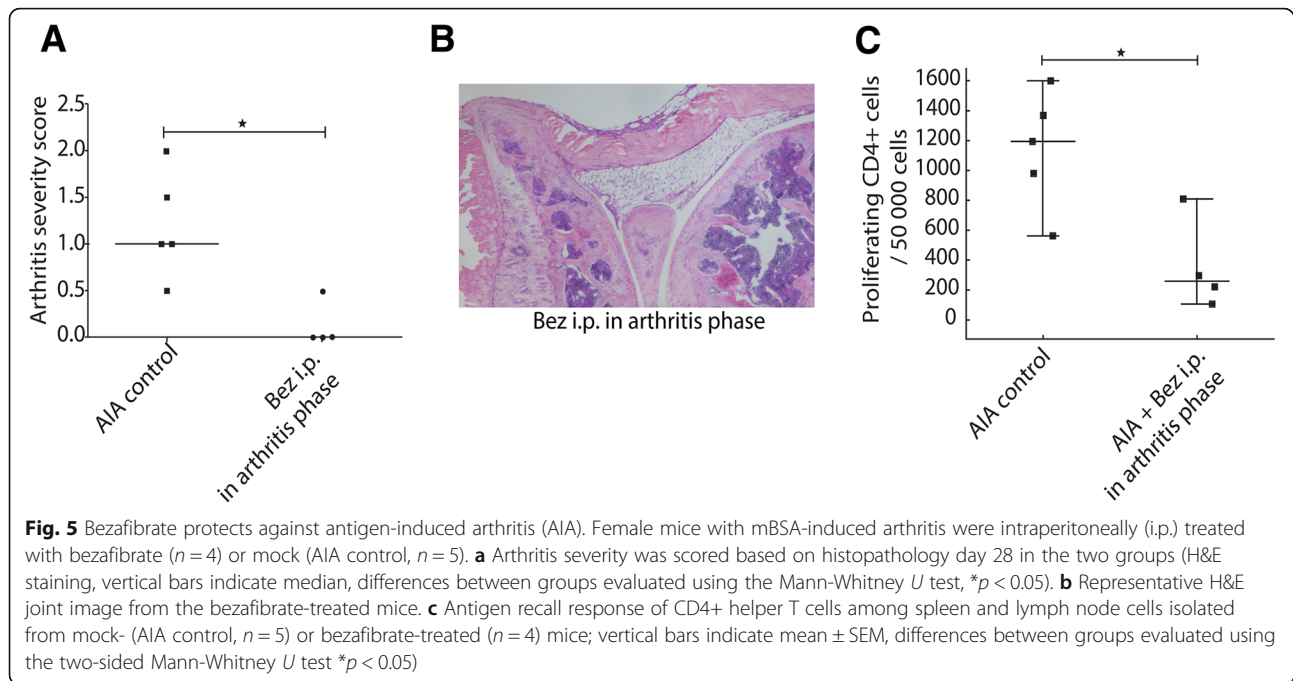 A
B
C
Arthritis severity score
2.5
2.0
1.5
1.0
0.5
0.0
★
AIA control
Bez i.p.
in arthritis phase
Bez i.p. in arthritis phase
Proliferating CD4+ cells
/ 50 000 cells
1600
1400
1200
1000
800
600
400
200
0
★
AIA control
AIA + Bez i.p.
in arthritis phase
Fig. 5 Bezafibrate protects against antigen-induced arthritis (AIA). Female mice with mBSA-induced arthritis were intraperitoneally (i.p.) treated
with bezafibrate (n = 4) or mock (AIA control, n = 5). a Arthritis severity was scored based on histopathology day 28 in the two groups (H&E
staining, vertical bars indicate median, differences between groups evaluated using the Mann-Whitney U test, *p < 0.05). b Representative H&E
joint image from the bezafibrate-treated mice. c Antigen recall response of CD4+ helper T cells among spleen and lymph node cells isolated
from mock- (AIA control, n = 5) or bezafibrate-treated (n = 4) mice; vertical bars indicate mean ± SEM, differences between groups evaluated using
the two-sided Mann-Whitney U test *p < 0.05)